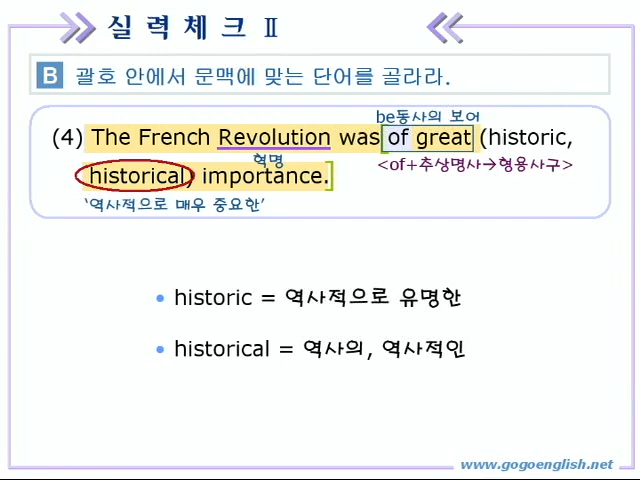 실 력 체 크 Ⅱ
B 괄호 안에서 문맥에 맞는 단어를 골라라.
be동사의 보어
(4) The French Revolution was of great (historic,
혁명 <of+추상명사→형용사구>
historical) importance.
‘역사적으로 매우 중요한’
• historic = 역사적으로 유명한
• historical = 역사의, 역사적인
www.gogoenglish.net